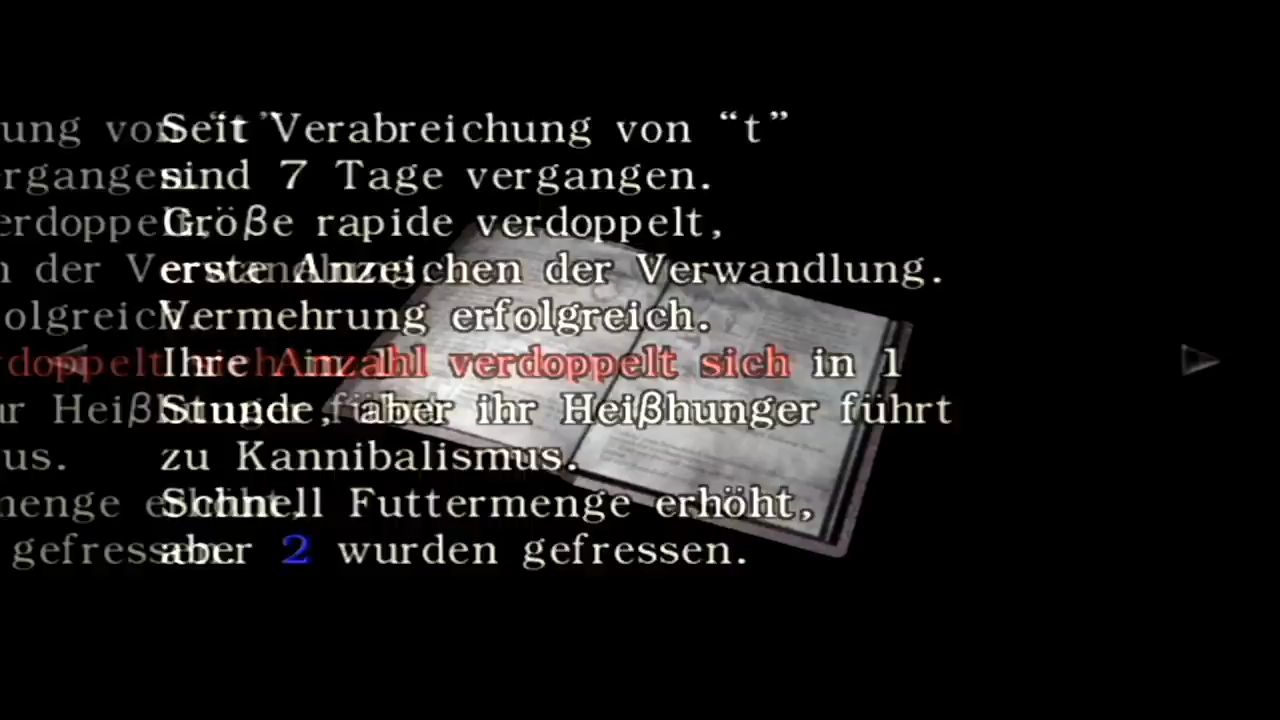 Seit Verabreichung von “t”
sind 7 Tage vergangen.
Größe rapide verdoppelt,
erste Anzeichen der Verwandlung.
Vermehrung erfolgreich.
Ihre Anzahl verdoppelt sich in 1
Stunde, aber ihr Heißhunger führt
zu Kannibalismus.
Schnell Futtermenge erhöht,
aber 2 wurden gefressen.